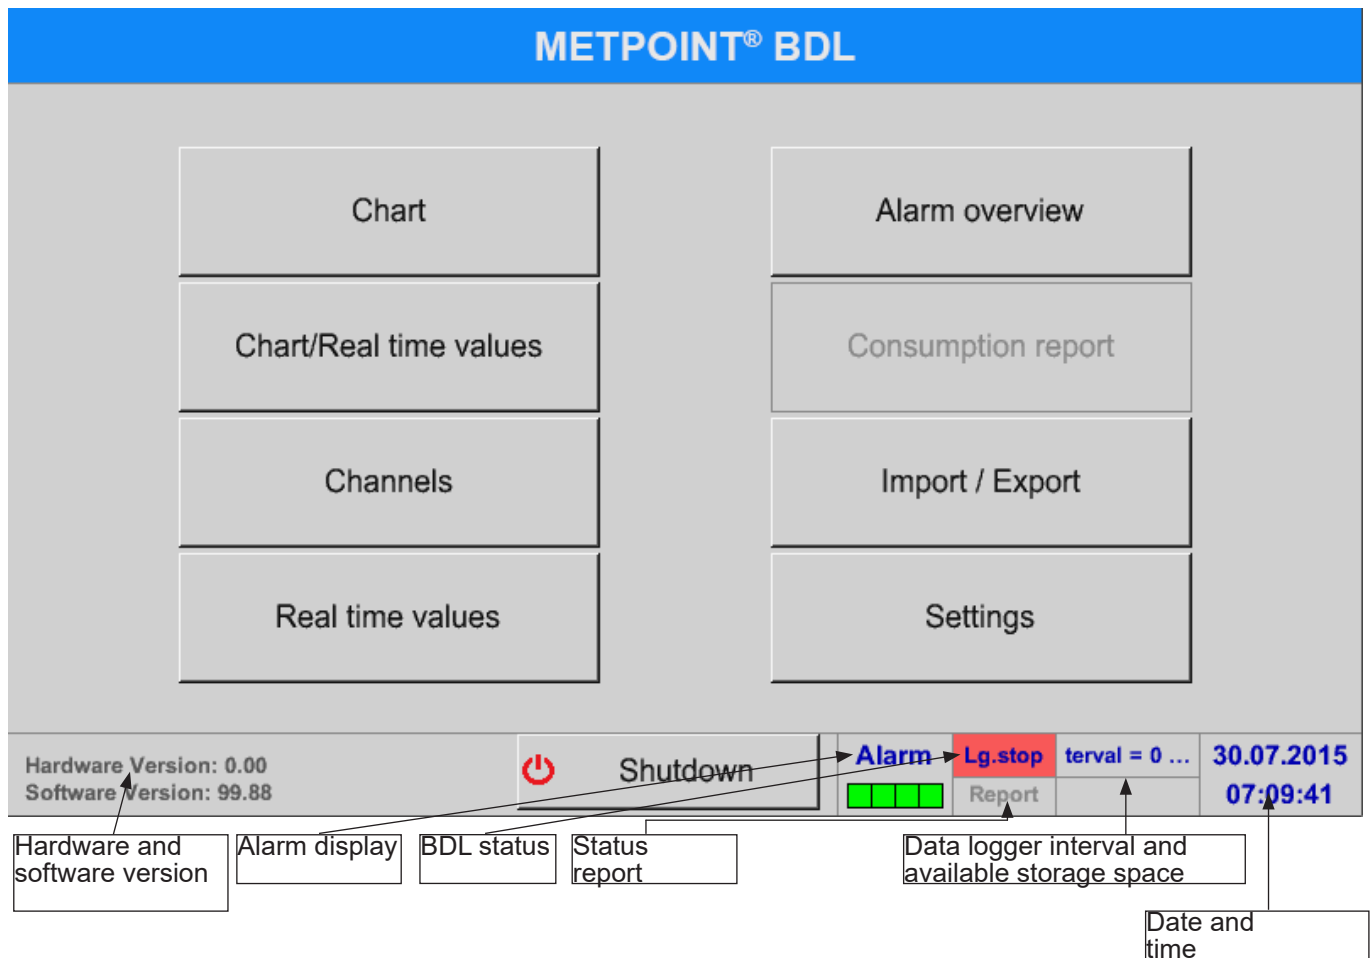 METPOINT® BDL
Chart
Alarm overview
Chart/Real time values
Consumption report
Channels
Import / Export
Real time values
Settings
Hardware Version: 0.00
Software Version: 99.88
Shutdown
Alarm
Lg.stop
Report
terval = 0 ...
30.07.2015
07:09:41
Hardware and
software version
Alarm display
BDL status
Status
report
Data logger interval and
available storage space
Date and
time